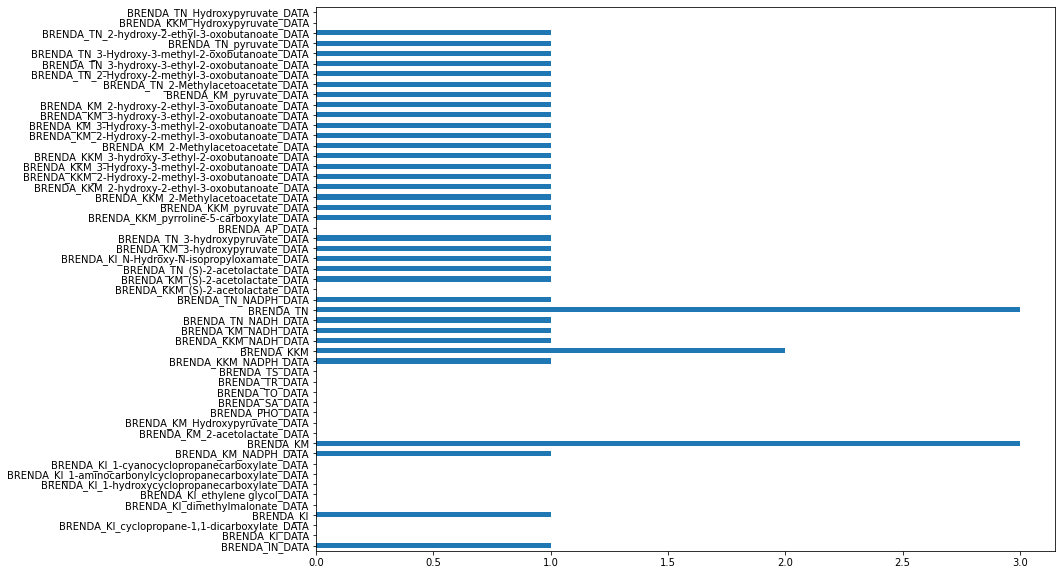 BRENDA_TN_Hydroxypyruvate_DATA
BRENDA_KKM_Hydroxypyruvate_DATA
BRENDA_TN_2-hydroxy-2-ethyl-3-oxobutanoate_DATA
BRENDA_TN_pyruvate_DATA
BRENDA_TN_3-Hydroxy-3-methyl-2-oxobutanoate_DATA
BRENDA_TN_3-hydroxy-3-ethyl-2-oxobutanoate_DATA
BRENDA_TN_2-Hydroxy-2-methyl-3-oxobutanoate_DATA
BRENDA_TN_2-Methylacetoacetate_DATA
BRENDA_KM_pyruvate_DATA
BRENDA_KM_2-hydroxy-2-ethyl-3-oxobutanoate_DATA
BRENDA_KM_3-hydroxy-3-ethyl-2-oxobutanoate_DATA
BRENDA_KM_3-Hydroxy-3-methyl-2-oxobutanoate_DATA
BRENDA_KM_2-Hydroxy-2-methyl-3-oxobutanoate_DATA
BRENDA_KM_2-Methylacetoacetate_DATA
BRENDA_KKM_3-hydroxy-3-ethyl-2-oxobutanoate_DATA
BRENDA_KKM_3-Hydroxy-3-methyl-2-oxobutanoate_DATA
BRENDA_KKM_2-Hydroxy-2-methyl-3-oxobutanoate_DATA
BRENDA_KKM_2-hydroxy-2-ethyl-3-oxobutanoate_DATA
BRENDA_KKM_2-Methylacetoacetate_DATA
BRENDA_KKM_pyruvate_DATA
BRENDA_KKM_pyrroline-5-carboxylate_DATA
BRENDA_AP_DATA
BRENDA_TN_3-hydroxypyruvate_DATA
BRENDA_KM_3-hydroxypyruvate_DATA
BRENDA_KI_N-Hydroxy-N-isopropyloxamate_DATA
BRENDA_TN_(S)-2-acetolactate_DATA
BRENDA_KM_(S)-2-acetolactate_DATA
BRENDA_KKM_(S)-2-acetolactate_DATA
BRENDA_TN_NADPH_DATA
BRENDA_TN
BRENDA_TN_NADH_DATA
BRENDA_KM_NADH_DATA
BRENDA_KKM_NADH_DATA
BRENDA_KKM
BRENDA_KKM_NADPH_DATA
BRENDA_TS_DATA
BRENDA_TR_DATA
BRENDA_TO_DATA
BRENDA_SA_DATA
BRENDA_PHO_DATA
BRENDA_KM_Hydroxypyruvate_DATA
BRENDA_KM_2-acetolactate_DATA
BRENDA_KM
BRENDA_KM_NADPH_DATA
BRENDA_KI_1-cyanocyclopropanecarboxylate_DATA
BRENDA_KI_1-aminocarbonylcyclopropanecarboxylate_DATA
BRENDA_KI_1-hydroxycyclopropanecarboxylate_DATA
BRENDA_KI_ethylene glycol_DATA
BRENDA_KI_dimethylmalonate_DATA
BRENDA_KI
BRENDA_KI_cyclopropane-1,1-dicarboxylate_DATA
BRENDA_KI_DATA
BRENDA_IN_DATA
0.0 0.5 1.0 1.5 2.0 2.5 3.0